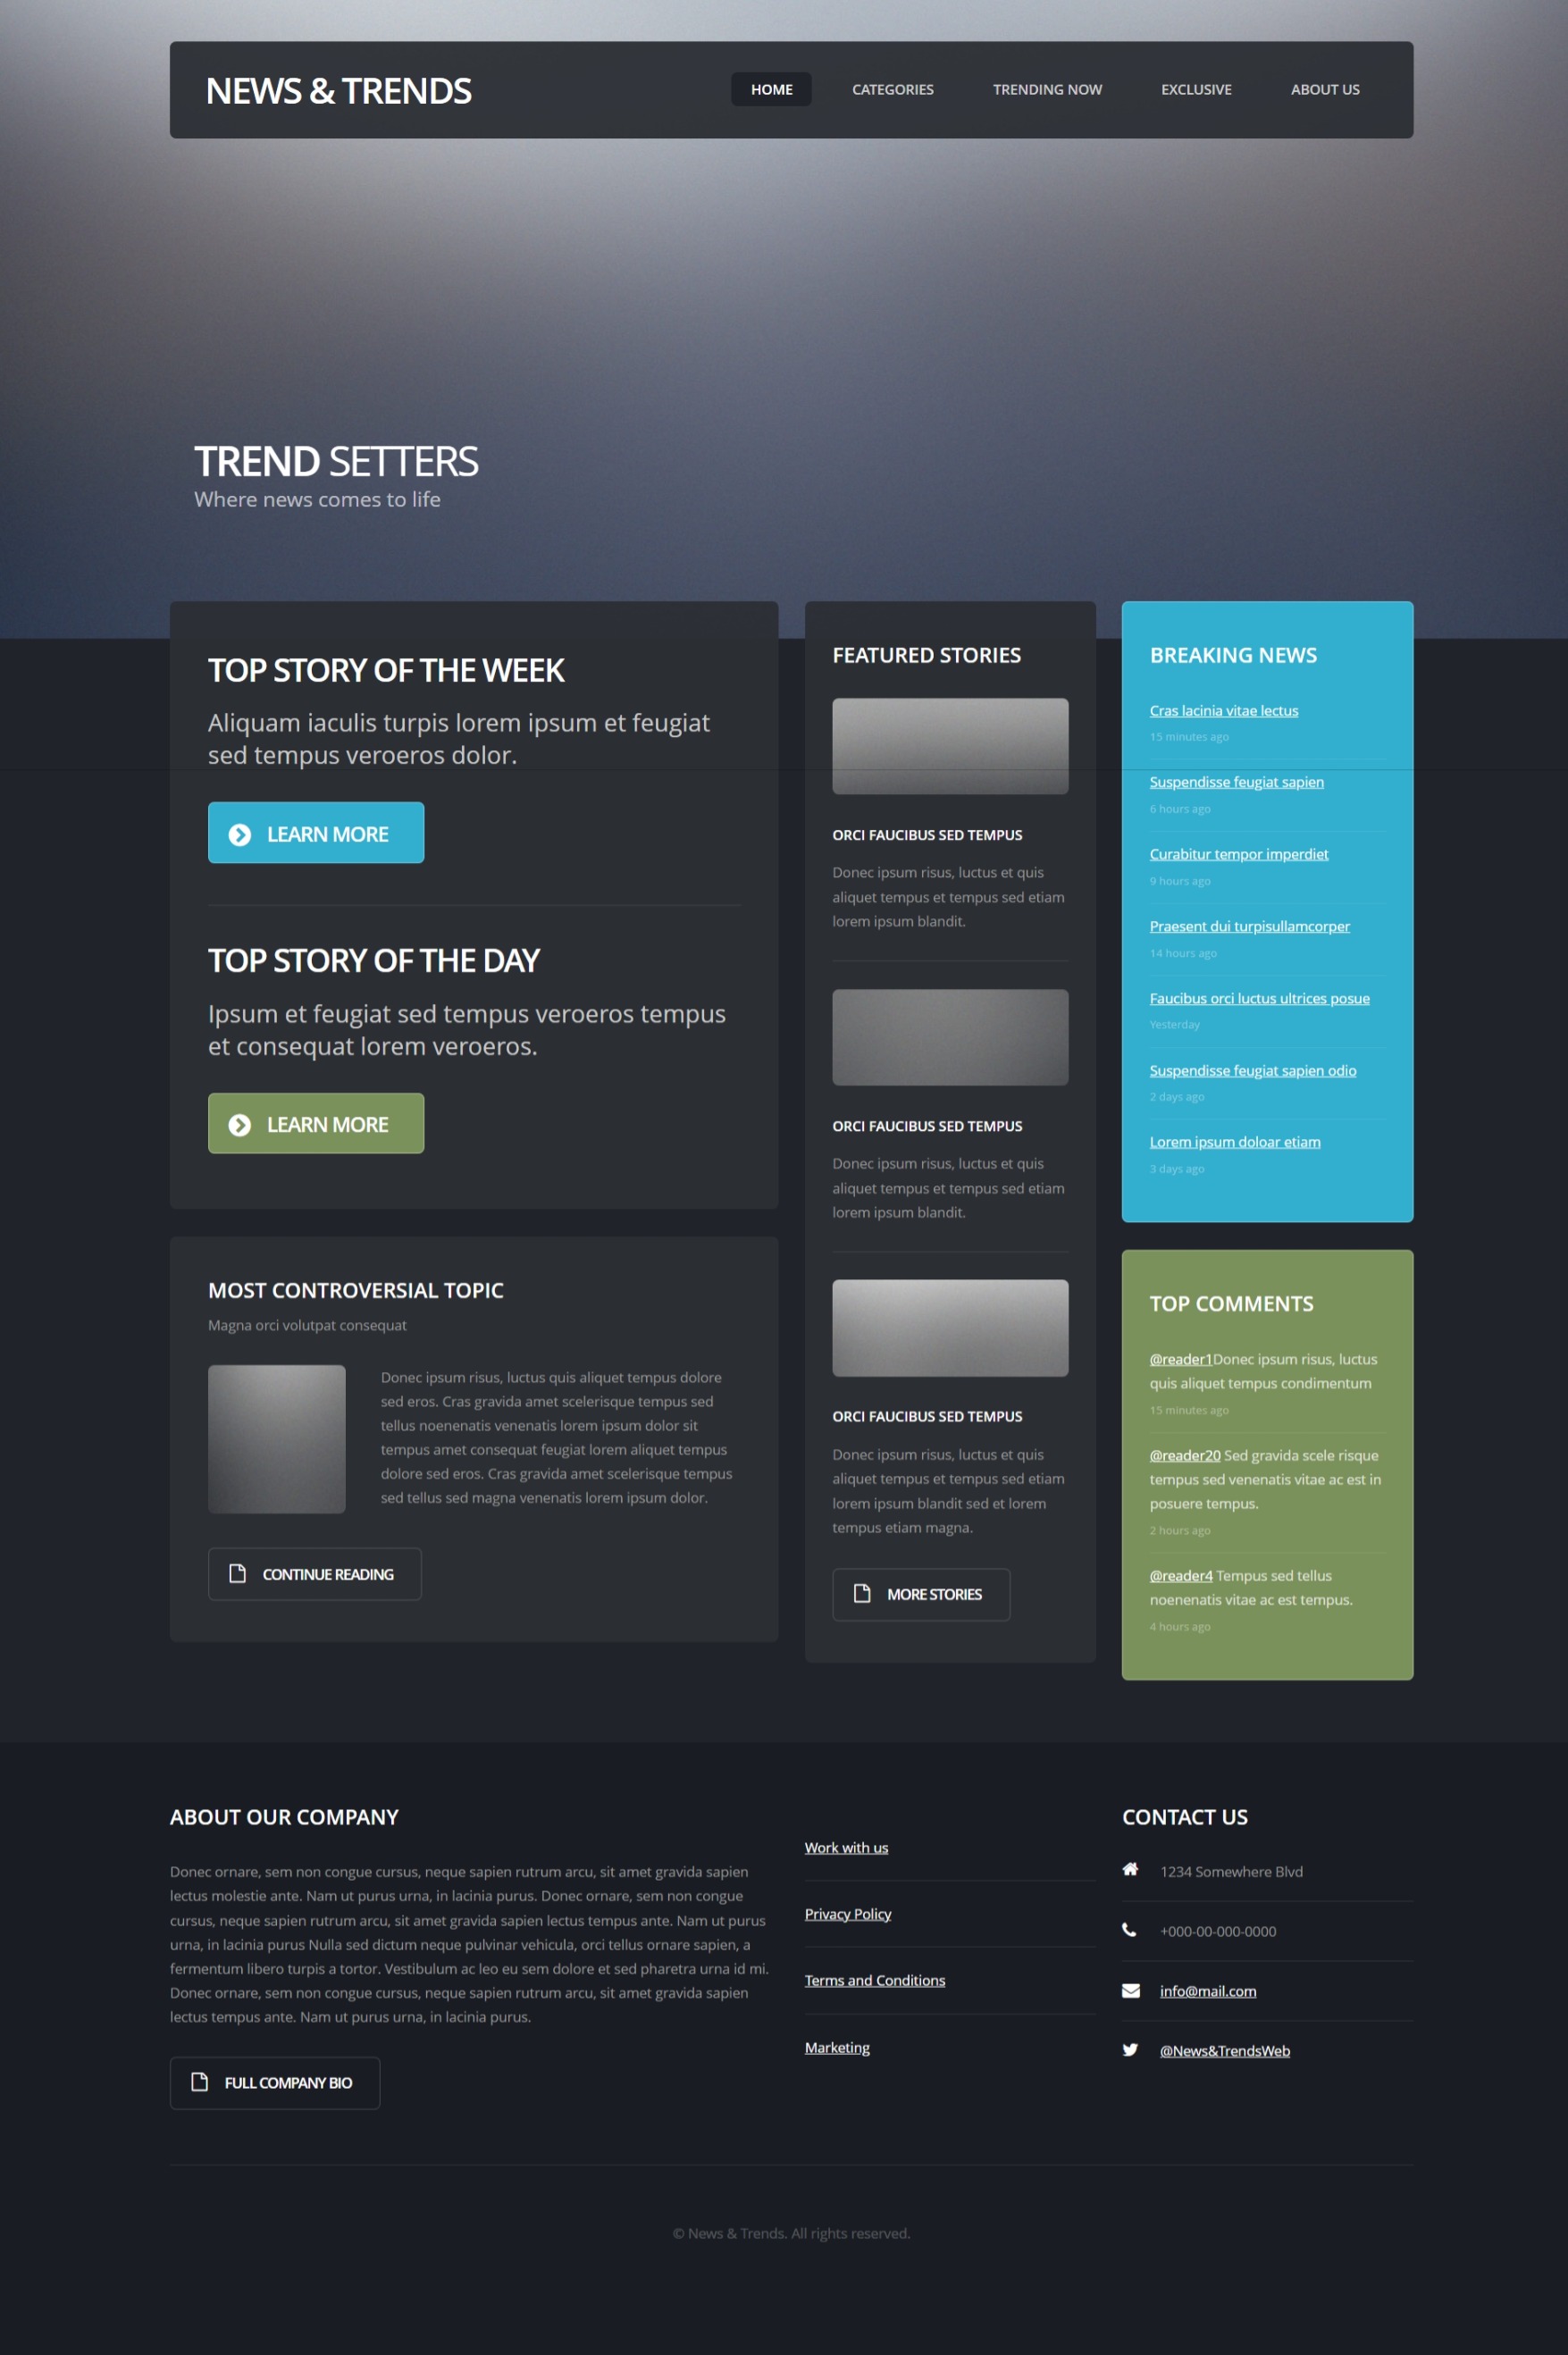 NEWS & TRENDS
HOME
CATEGORIES
TRENDING NOW
EXCLUSIVE
ABOUT US
TREND SETTERS
Where news comes to life
TOP STORY OF THE WEEK
Aliquam iaculis turpis lorem ipsum et feugiat
sed tempus veroeros dolor.
LEARN MORE
TOP STORY OF THE DAY
Ipsum et feugiat sed tempus veroeros tempus
et consequat lorem veroeros.
LEARN MORE
MOST CONTROVERSIAL TOPIC
Magna orci volutpat consequat
Donec ipsum risus, luctus quis aliquet tempus dolore
sed eros. Cras gravida amet scelerisque tempus sed
tellus noenenatis venenatis lorem ipsum dolor sit
tempus amet consequat feugiat lorem aliquet tempus
dolore sed eros. Cras gravida amet scelerisque tempus
sed tellus sed magna venenatis lorem ipsum dolor.
CONTINUE READING
FEATURED STORIES
ORCI FAUCIBUS SED TEMPUS
Donec ipsum risus, luctus et quis
aliquet tempus et tempus sed etiam
lorem ipsum blandit.
ORCI FAUCIBUS SED TEMPUS
Donec ipsum risus, luctus et quis
aliquet tempus et tempus sed etiam
lorem ipsum blandit.
ORCI FAUCIBUS SED TEMPUS
Donec ipsum risus, luctus et quis
aliquet tempus et tempus sed etiam
lorem ipsum blandit sed et lorem
tempus etiam magna.
MORE STORIES
BREAKING NEWS
Cras lacinia vitae lectus
15 minutes ago
Suspendisse feugiat sapien
6 hours ago
Curabitur tempor imperdiet
9 hours ago
Praesent dui turpisullamcorper
14 hours ago
Faucibus orci luctus ultrices posue
Yesterday
Suspendisse feugiat sapien odio
2 days ago
Lorem ipsum doloar etiam
3 days ago
TOP COMMENTS
@reader1Donec ipsum risus, luctus
quis aliquet tempus condimentum
15 minutes ago
@reader20 Sed gravida scele risque
tempus sed venenatis vitae ac est in
posuere tempus.
2 hours ago
@reader4 Tempus sed tellus
noenenatis vitae ac est tempus.
4 hours ago
ABOUT OUR COMPANY
Donec ornare, sem non congue cursus, neque sapien rutrum arcu, sit amet gravida sapien
lectus molestie ante. Nam ut purus urna, in lacinia purus. Donec ornare, sem non congue
cursus, neque sapien rutrum arcu, sit amet gravida sapien lectus tempus ante. Nam ut purus
urna, in lacinia purus Nulla sed dictum neque pulvinar vehicula, orci tellus ornare sapien, a
fermentum libero turpis a tortor. Vestibulum ac leo eu sem dolore et sed pharetra urna id mi.
Donec ornare, sem non congue cursus, neque sapien rutrum arcu, sit amet gravida sapien
lectus tempus ante. Nam ut purus urna, in lacinia purus.
FULL COMPANY BIO
Work with us
Privacy Policy
Terms and Conditions
Marketing
CONTACT US
1234 Somewhere Blvd
+000-00-000-0000
info@mail.com
@News&TrendsWeb
© News & Trends. All rights reserved.